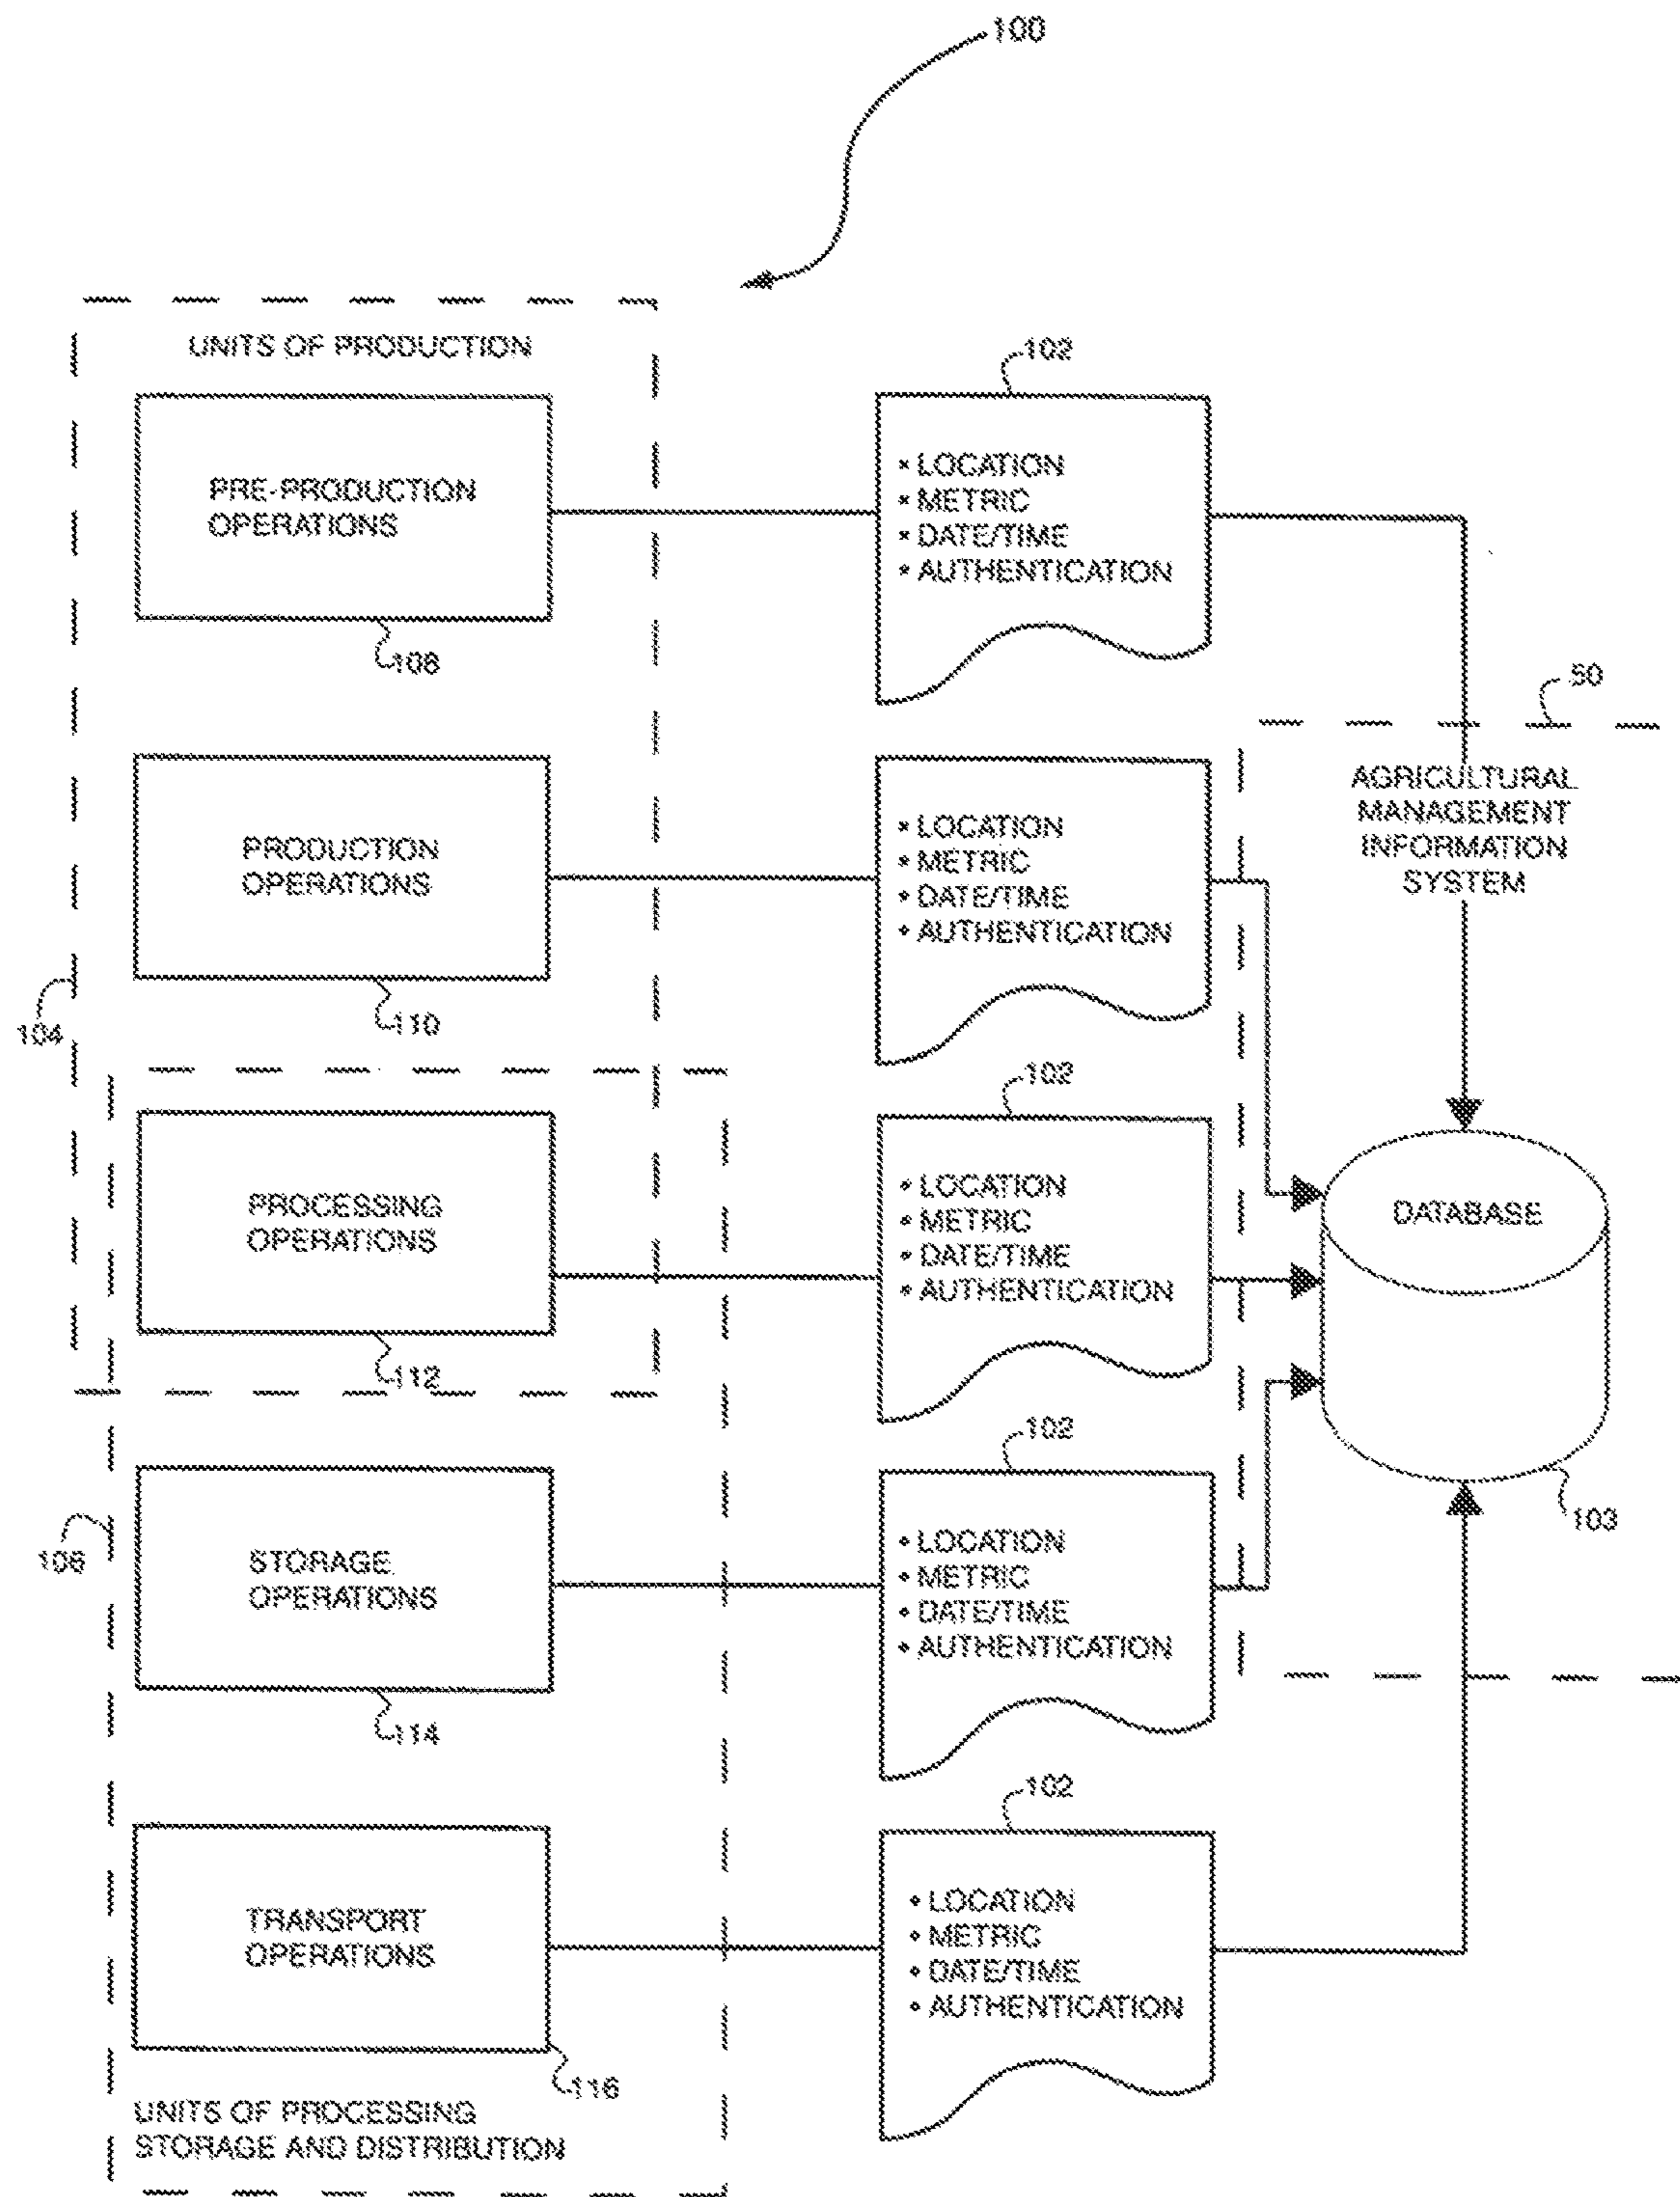 100
UNITS OF PRODUCTION
102
PRE-PRODUCTION
OPERATIONS
• LOCATION
• METRIC
• DATE/TIME
• AUTHENTICATION
108
50
AGRICULTURAL
MANAGEMENT
INFORMATION
SYSTEM
PRODUCTION
OPERATIONS
• LOCATION
• METRIC
• DATE/TIME
• AUTHENTICATION
104
110
102
PROCESSING
OPERATIONS
• LOCATION
• METRIC
• DATE/TIME
• AUTHENTICATION
DATABASE
112
102
103
106
STORAGE
OPERATIONS
• LOCATION
• METRIC
• DATE/TIME
• AUTHENTICATION
114
102
TRANSPORT
OPERATIONS
• LOCATION
• METRIC
• DATE/TIME
• AUTHENTICATION
116
UNITS OF PROCESSING
STORAGE AND DISTRIBUTION